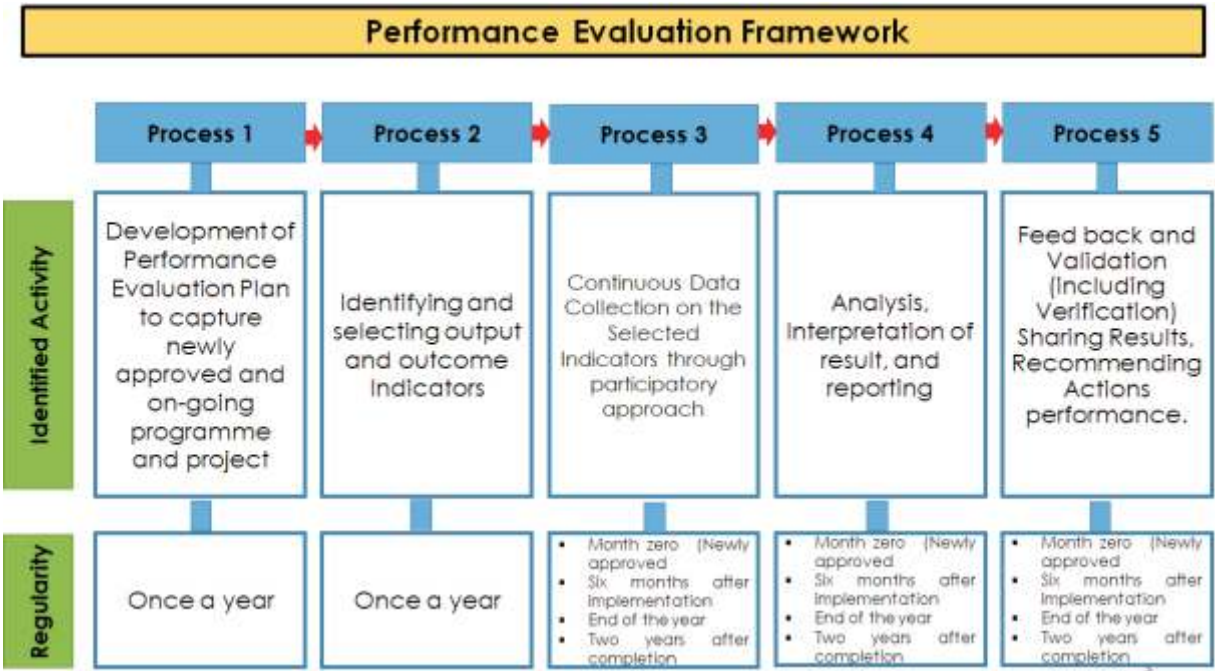 Performance Evaluation Framework
Process 1
Process 2
Process 3
Process 4
Process 5
Identified Activity
Development of
Performance
Evaluation Plan
to capture
newly
approved and
on-going
programme
and project
Identifying and
selecting output
and outcome
Indicators
Continuous Data
Collection on the
Selected
Indicators through
participatory
approach
Analysis,
Interpretation of
result, and
reporting
Feed back and
Validation
(Including
Verification)
Sharing Results,
Recommending
Actions
performance.
Regularity
Once a year
Once a year
▪ Month zero (Newly
approved
▪ Six months after
Implementation
▪ End of the year
▪ Two years after
completion
▪ Month zero (Newly
approved
▪ Six months after
Implementation
▪ End of the year
▪ Two years after
completion
▪ Month zero (Newly
approved
▪ Six months after
Implementation
▪ End of the year
▪ Two years after
completion